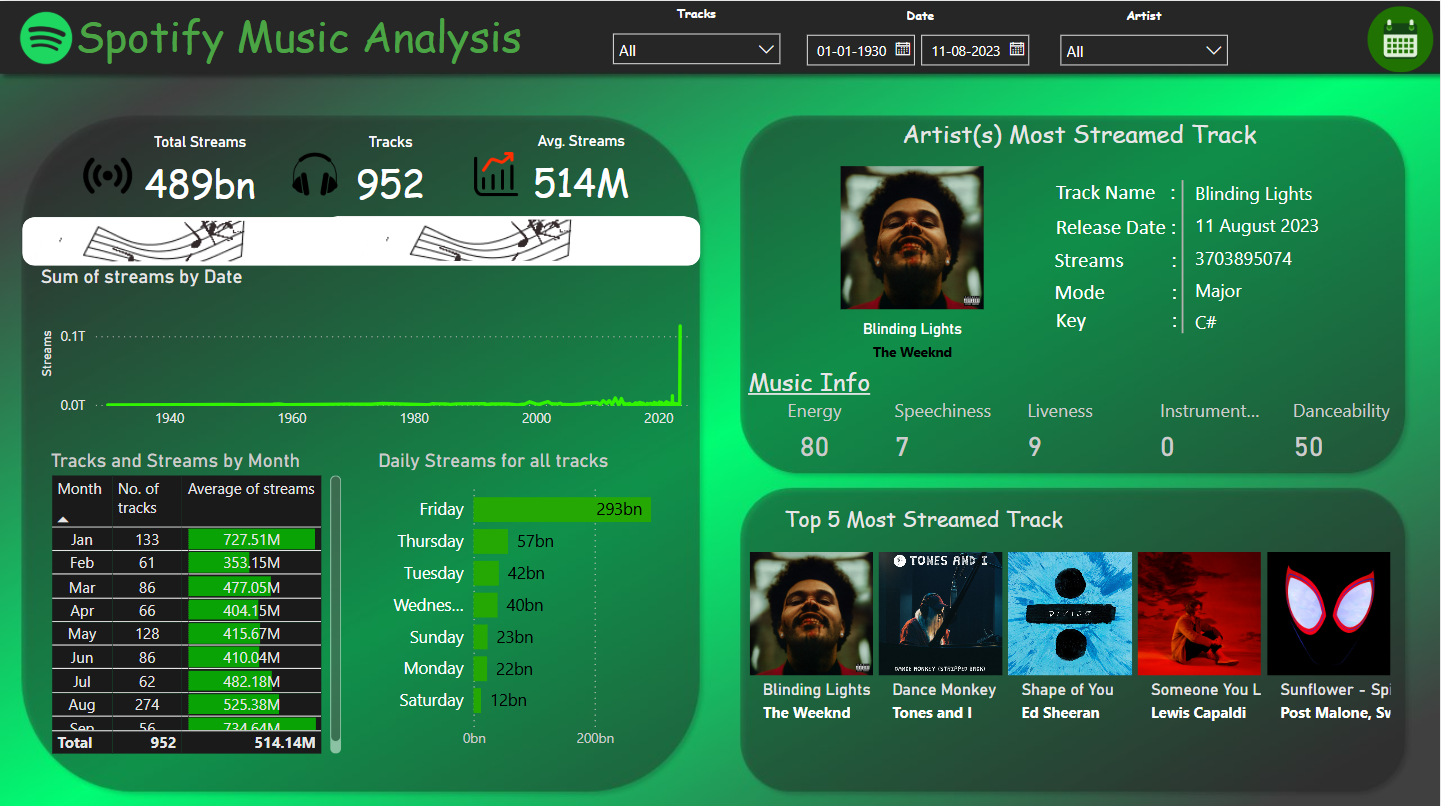 Spotify Music Analysis
Tracks
All
Date
01-01-1930 11-08-2023
Artist
All
Total Streams
489bn
Tracks
952
Avg. Streams
514M
Sum of streams by Date
Streams
0.1T
0.0T
1940 1960 1980 2000 2020
Tracks and Streams by Month
Month No. of tracks Average of streams
Jan 133 727.51M
Feb 61 353.15M
Mar 86 477.05M
Apr 66 404.15M
May 128 415.67M
Jun 86 410.04M
Jul 62 482.18M
Aug 274 525.38M
Sep 56 734.64M
Total 952 514.14M
Daily Streams for all tracks
Friday 293bn
Thursday 57bn
Tuesday 42bn
Wednes... 40bn
Sunday 23bn
Monday 22bn
Saturday 12bn
0bn 200bn
Artist(s) Most Streamed Track
Blinding Lights
The Weeknd
Track Name : Blinding Lights
Release Date : 11 August 2023
Streams : 3703895074
Mode : Major
Key : C#
Music Info
Energy Speechiness Liveness Instrument... Danceability
80 7 9 0 50
Top 5 Most Streamed Track
TONES AND I
DANCE MONKEY (STRIPPED BACK)
DIVIDE
Blinding Lights
The Weeknd
Dance Monkey
Tones and I
Shape of You
Ed Sheeran
Someone You L
Lewis Capaldi
Sunflower - Spi
Post Malone, Sw